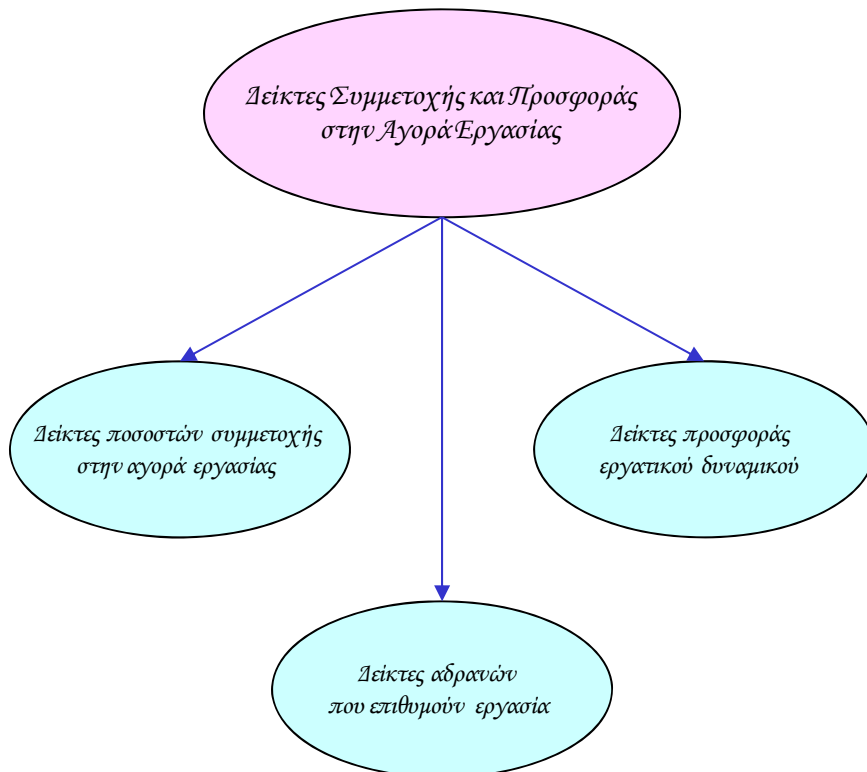 Δείκτες Συμμετοχής και Προσφοράς
στην Αγορά Εργασίας
Δείκτες ποσοστών συμμετοχής
στην αγορά εργασίας
Δείκτες προσφοράς
εργατικού δυναμικού
Δείκτες αδρανών
που επιθυμούν εργασία